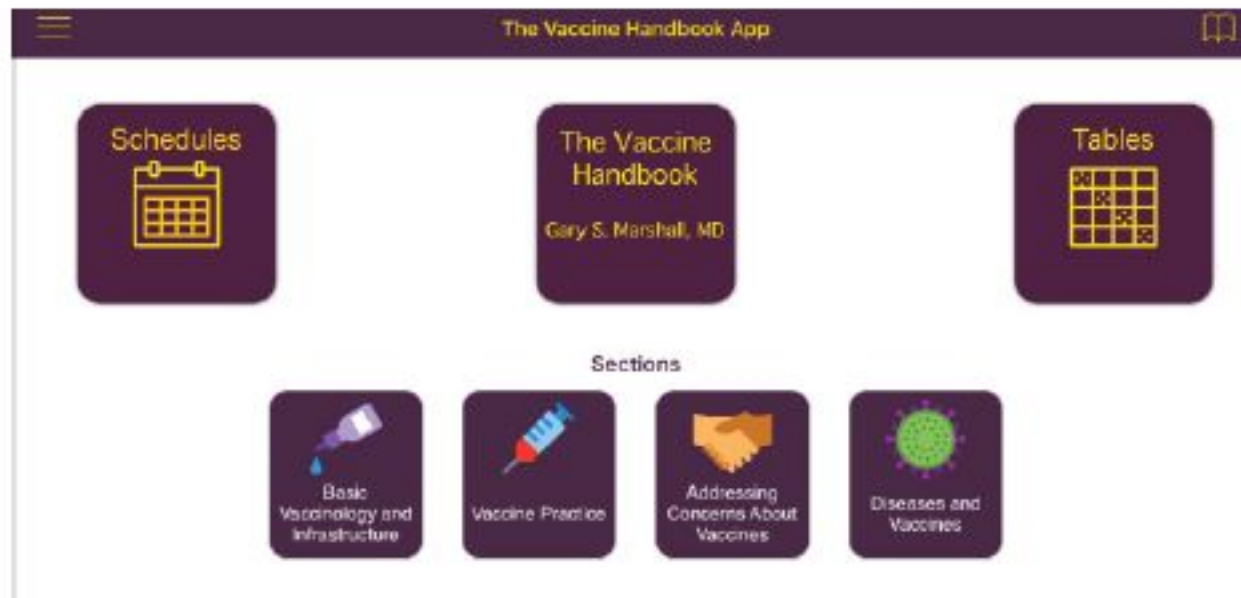 The Vaccine Handbook App
Schedules
The Vaccine
Handbook
Gary S. Marshall, MD
Tables
Sections
Basic
Vaccinology and
Infrastructure
Vaccine Practice
Addressing
Concerns About
Vaccines
Diseases and
Vaccines